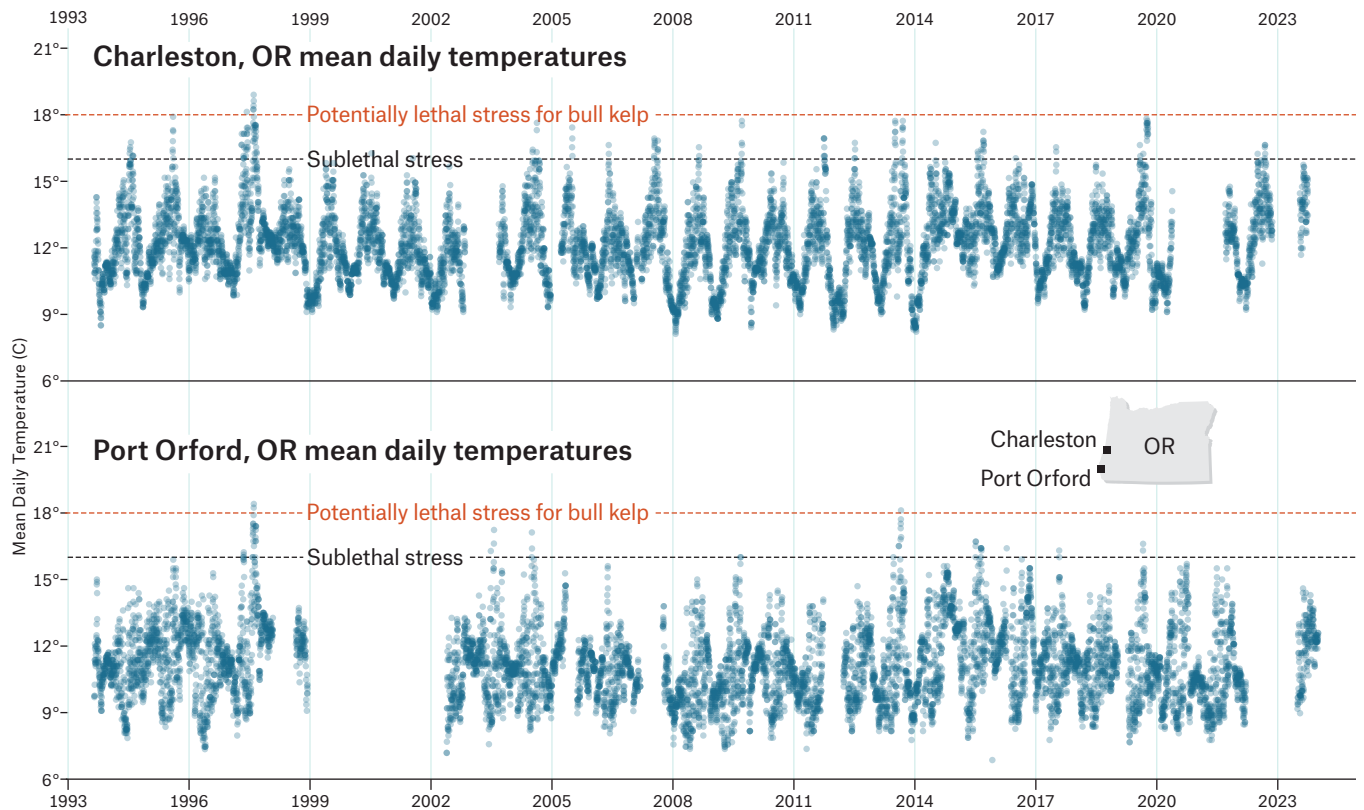 1993 1996 1999 2002 2005 2008 2011 2014 2017 2020 2023
21°
Charleston, OR mean daily temperatures
18°
Potentially lethal stress for bull kelp
Sublethal stress
15°
12°
9°
6°
Mean Daily Temperature (C)
Charleston
OR
Port Orford
21°
Port Orford, OR mean daily temperatures
18°
Potentially lethal stress for bull kelp
Sublethal stress
15°
12°
9°
6°
1993 1996 1999 2002 2005 2008 2011 2014 2017 2020 2023